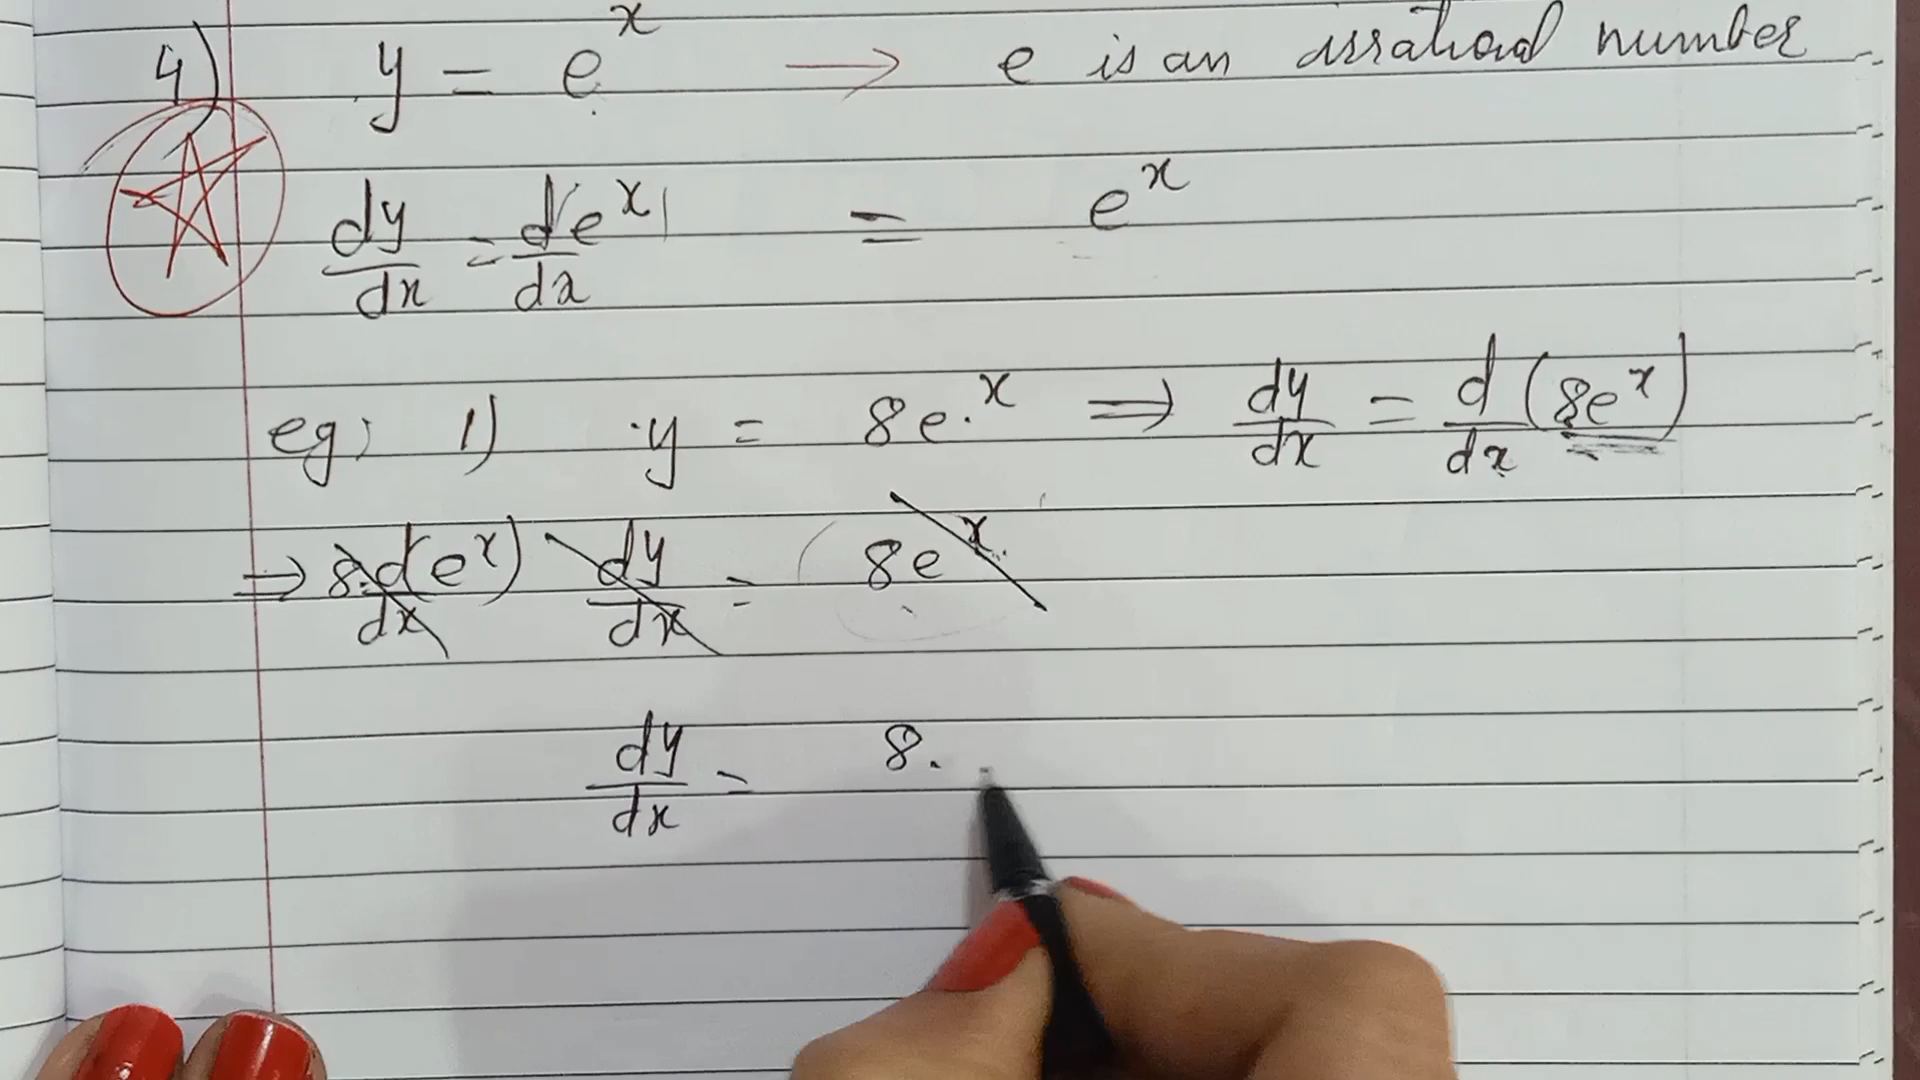 4) y = e^x → e is an irrational number
dy/dx = d/dx e^x = e^x
eg; 1) y = 8e^x ⇒ dy/dx = d/dx (8e^x)
⇒ 8.d/dx (e^x) dy/dx = 8e^x
dy/dx = 8.